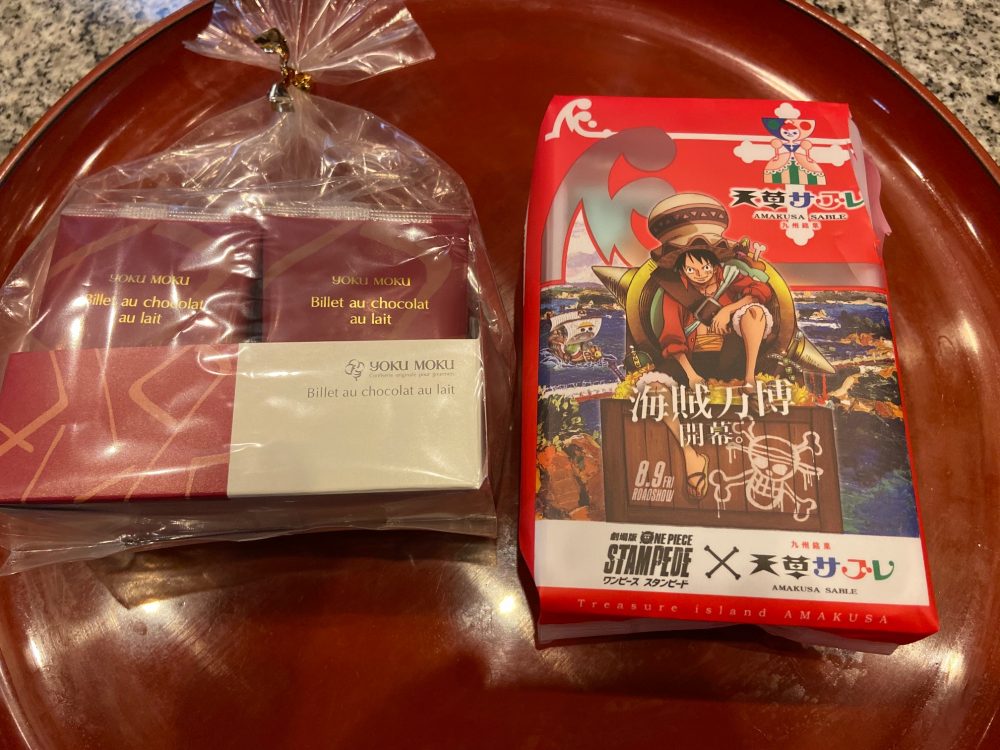 YOKU MOKU
Billet au chocolat
au lait
YOKU MOKU
Billet au chocolat
au lait
YOKU MOKU
Billet au chocolat au lait
天草サブレ
AMAKUSA SABLE
九州銘菓
海賊万博
開幕。
8.9 FRI
ROADSHOW
劇場版 ONE PIECE
STAMPEDE
ワンピース スタンピード
九州銘菓
天草サブレ
AMAKUSA SABLE
Treasure island AMAKUSA